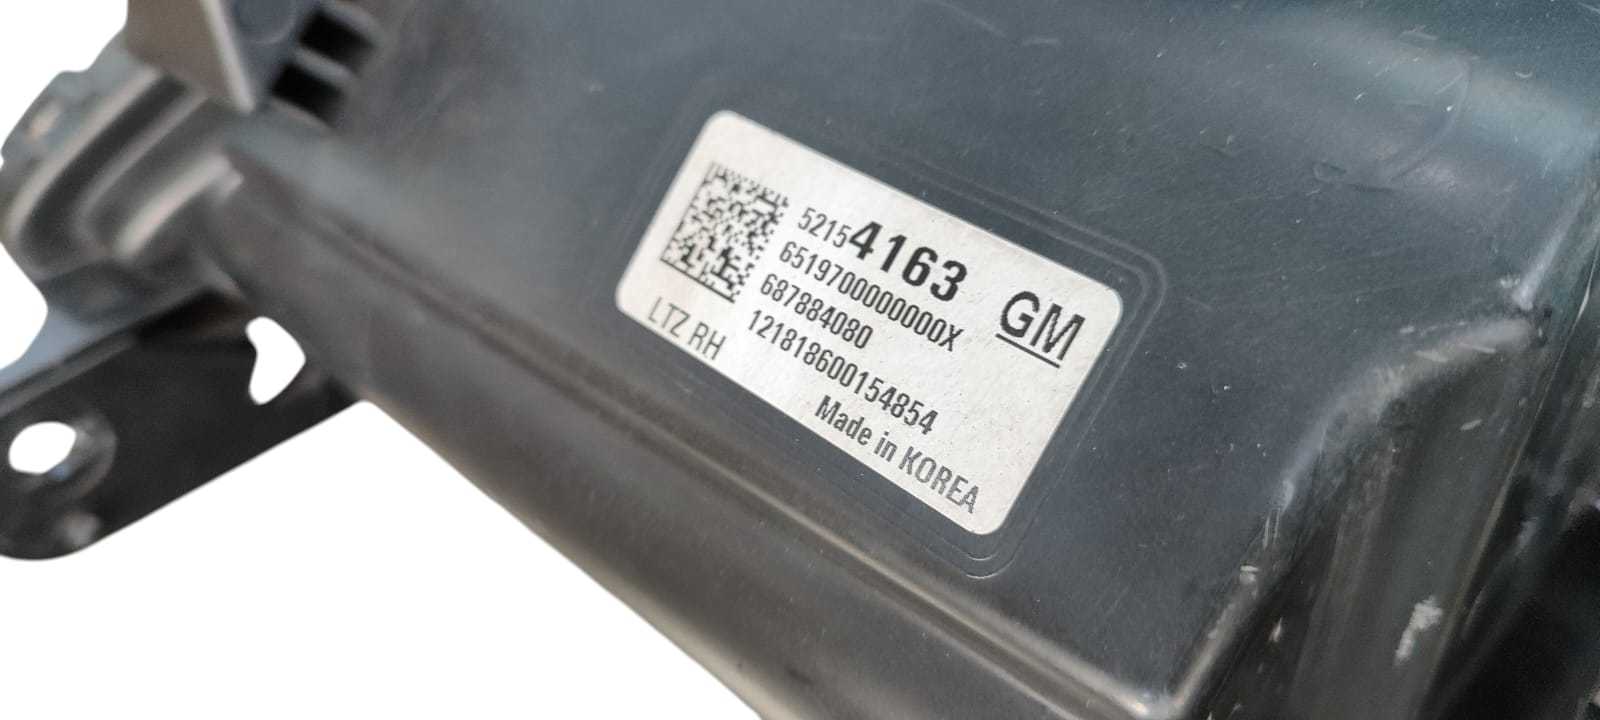 52154163
GM
6519700000000X
687884080
121818600154854
LTZ RH
Made in KOREA